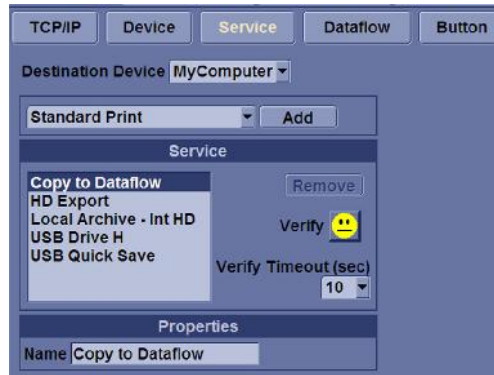 TCP/IP Device Service Dataflow Button
Destination Device MyComputer
Standard Print Add
Service
Copy to Dataflow
HD Export
Local Archive - Int HD
USB Drive H
USB Quick Save
Remove
Verify
Verify Timeout (sec)
10
Properties
Name Copy to Dataflow